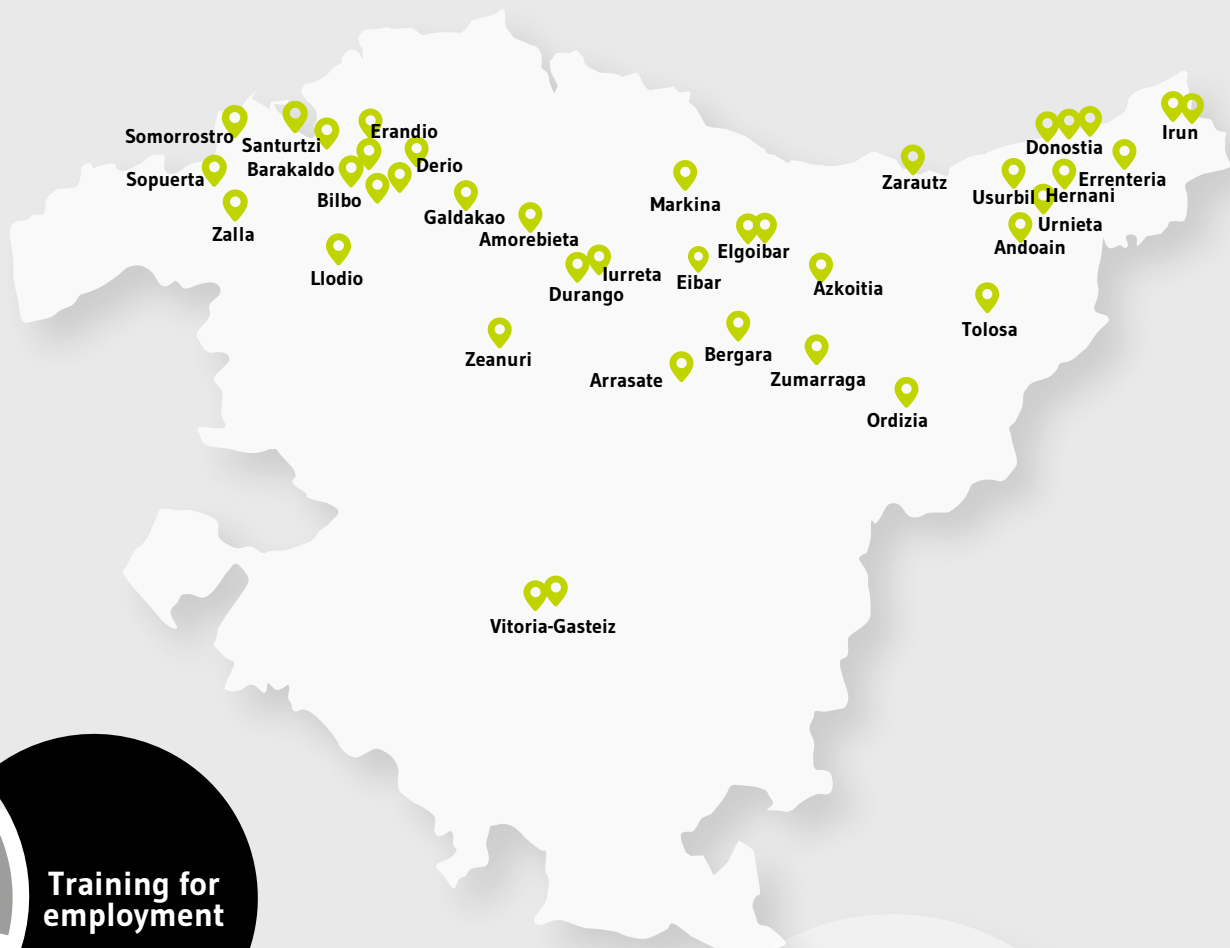 Somorrostro
Santurtzi
Erandio
Sopuerta
Barakaldo
Derio
Bilbo
Zalla
Galdakao
Amorebieta
Llodio
Iurreta
Durango
Zeanuri
Markina
Elgoibar
Eibar
Azkoitia
Bergara
Arrasate
Zumarraga
Ordizia
Zarautz
Donostia
Irun
Errenteria
Usurbil
Hernani
Urnieta
Andoain
Tolosa
Vitoria-Gasteiz
Training for
employment